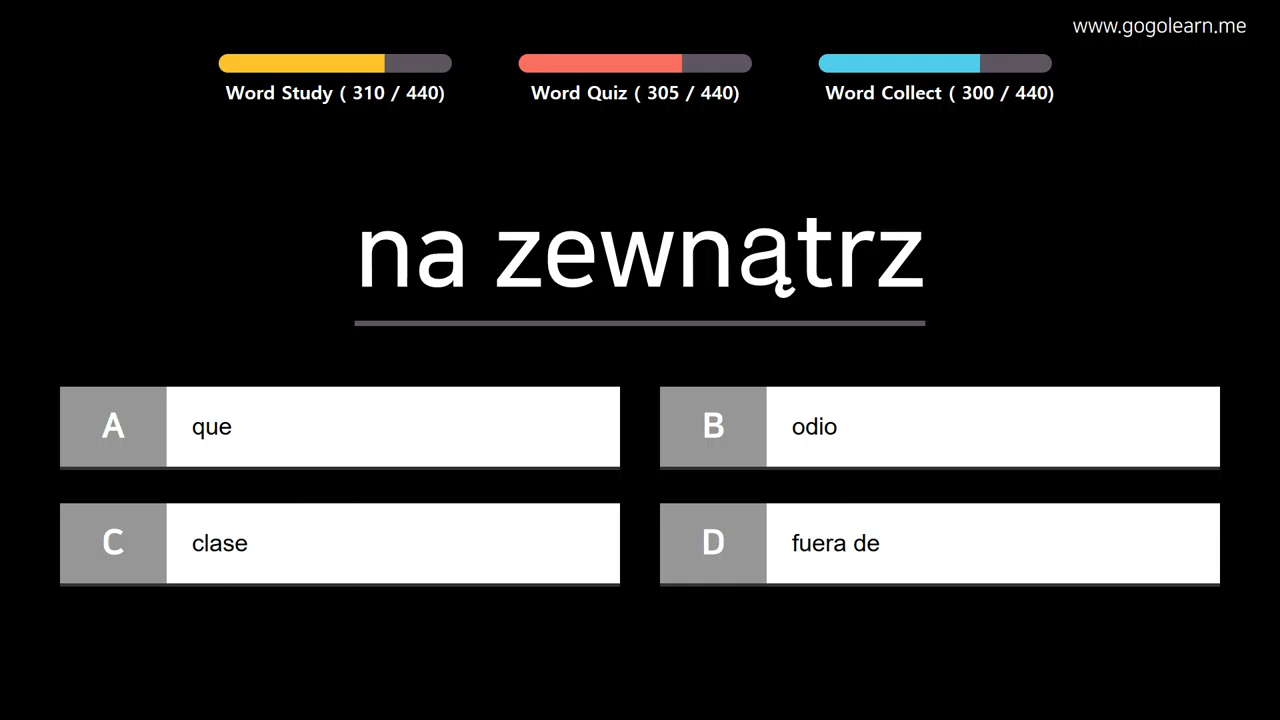 www.gogolearn.me
Word Study ( 310 / 440)
Word Quiz ( 305 / 440)
Word Collect ( 300 / 440)
na zewnątrz
A
que
B
odio
C
clase
D
fuera de